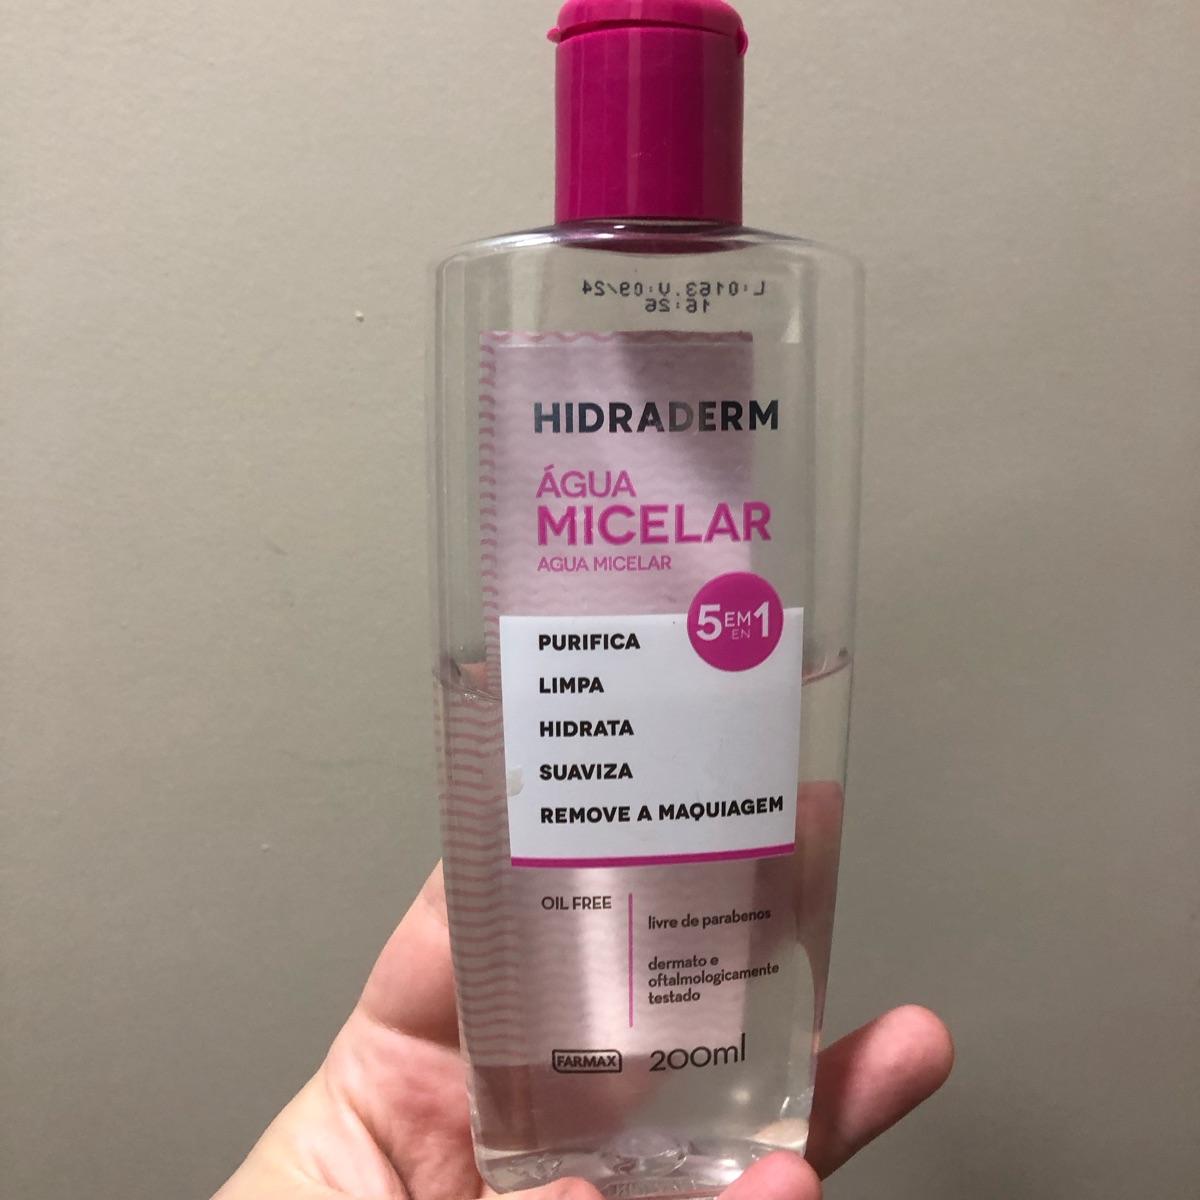 L:0163.V:09/24
16:26
HIDRADERM
ÁGUA
MICELAR
AGUA MICELAR
5 EM 1
EN
PURIFICA
LIMPA
HIDRATA
SUAVIZA
REMOVE A MAQUIAGEM
OIL FREE
livre de parabenos
dermato e
oftalmologicamente
testado
FARMAX
200ml